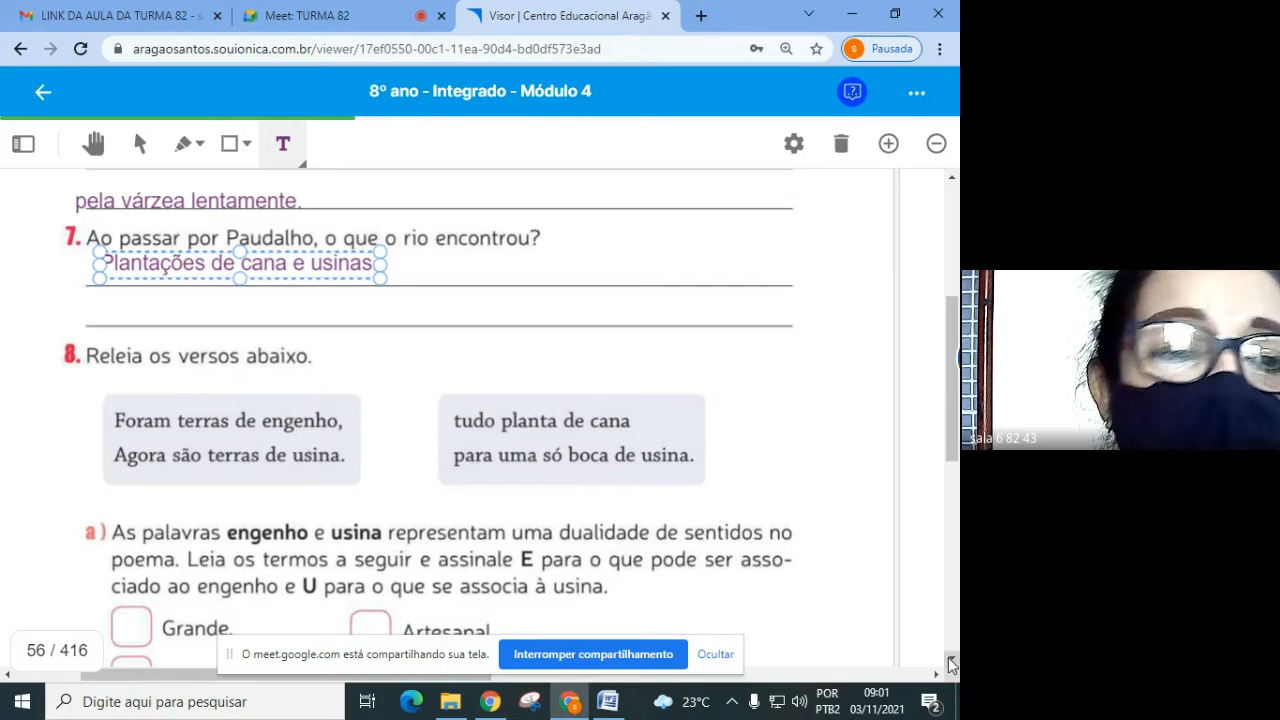 LINK DA AULA DA TURMA 82 - s
Meet: TURMA 82
Visor | Centro Educacional Aragã
aragaosantos.souionica.com.br/viewer/17ef0550-00c1-11ea-90d4-bd0df573e3ad
S Pausada
8º ano - Integrado - Módulo 4
T
pela várzea lentamente.
7. Ao passar por Paudalho, o que o rio encontrou?
Plantações de cana e usinas
8. Releia os versos abaixo.
Foram terras de engenho,
Agora são terras de usina.
tudo planta de cana
para uma só boca de usina.
a) As palavras engenho e usina representam uma dualidade de sentidos no
poema. Leia os termos a seguir e assinale E para o que pode ser asso-
ciado ao engenho e U para o que se associa à usina.
Grande.
Artesanal
56 / 416
O meet.google.com está compartilhando sua tela.
Interromper compartilhamento
Ocultar
sala 6 82 43
Digite aqui para pesquisar
23°C
POR
PTB2
09:01
03/11/2021
2